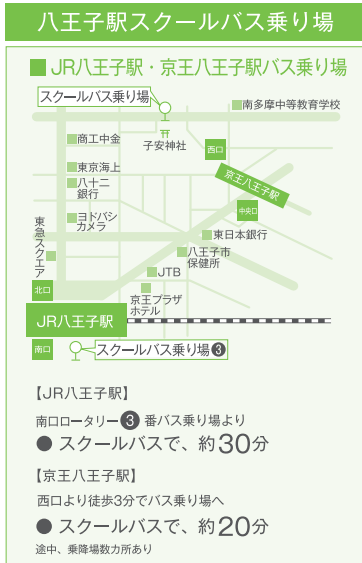 八王子駅スクールバス乗り場
■ JR八王子駅・京王八王子駅バス乗り場
スクールバス乗り場
南多摩中等教育学校
商工中金
子安神社
西口
東京海上
京王八王子駅
八十二
銀行
中央口
ヨドバシ
カメラ
東急スクエア
東日本銀行
八王子市
保健所
JTB
北口
京王プラザ
ホテル
JR八王子駅
南口
スクールバス乗り場❸
【JR八王子駅】
南口ロータリー❸番バス乗り場より
● スクールバスで、約30分
【京王八王子駅】
西口より徒歩3分でバス乗り場へ
● スクールバスで、約20分
途中、乗降場数カ所あり